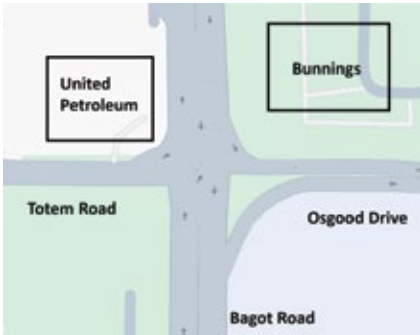 Bunnings
United
Petroleum
Totem Road
Osgood Drive
Bagot Road